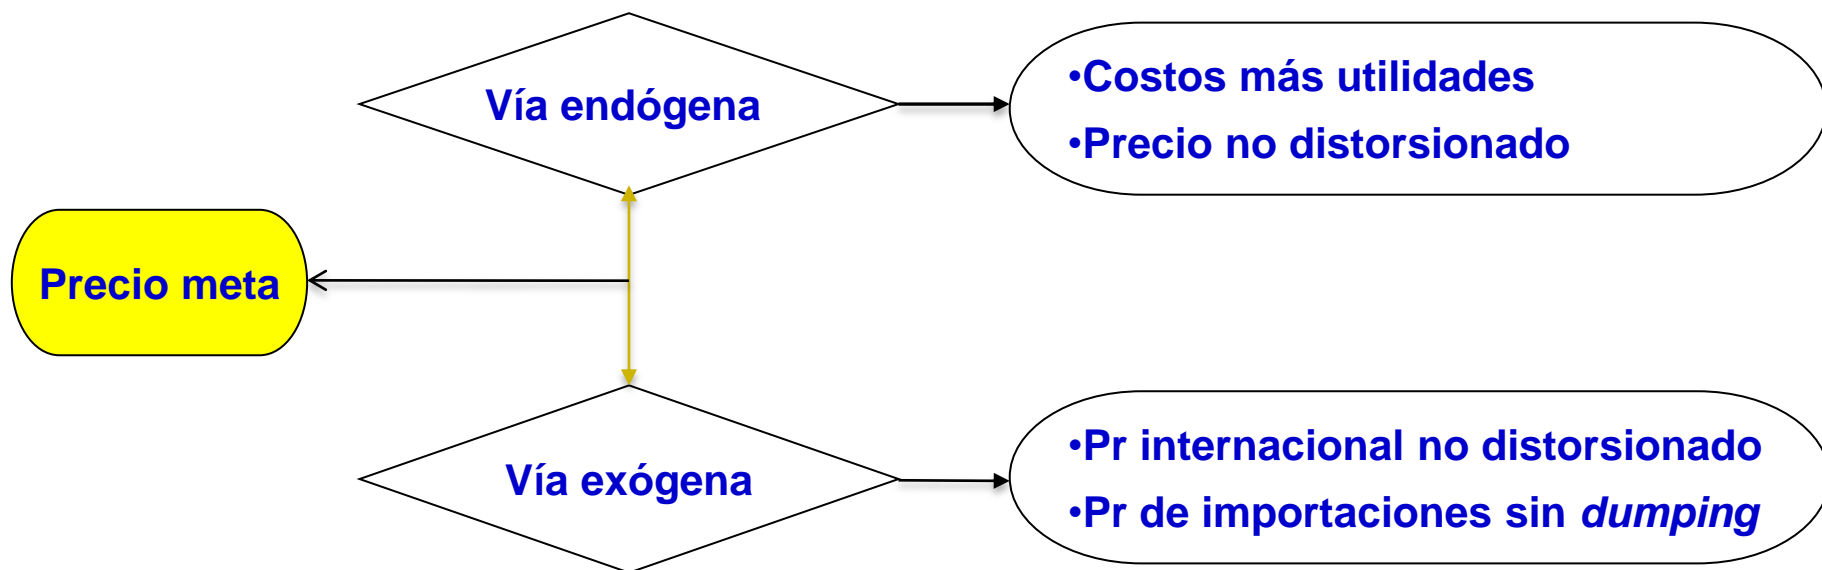 Vía endógena
•Costos más utilidades
•Precio no distorsionado
Precio meta
Vía exógena
•Pr internacional no distorsionado
•Pr de importaciones sin dumping